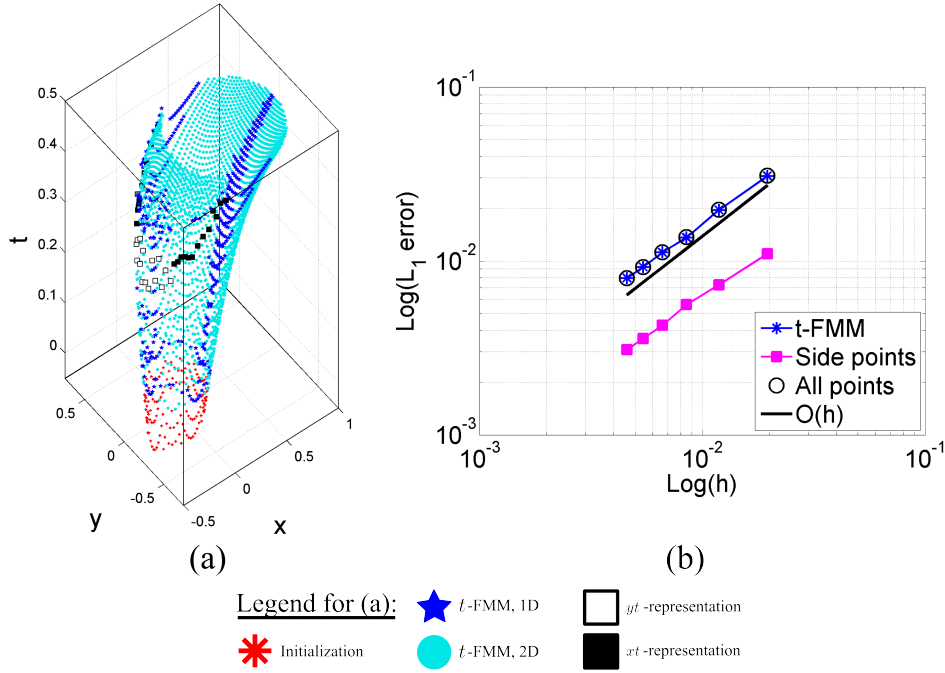 0.5
0.4
0.3
0.2
0.1
0
t
0.5
0
-0.5
y
-0.5
0
0.5
1
x
(a)
10^-1
10^-2
10^-3
Log(L_1 error)
10^-3
10^-2
10^-1
Log(h)
t-FMM
Side points
All points
O(h)
(b)
Legend for (a):
Initialization
t-FMM, 1D
t-FMM, 2D
yt-representation
xt-representation